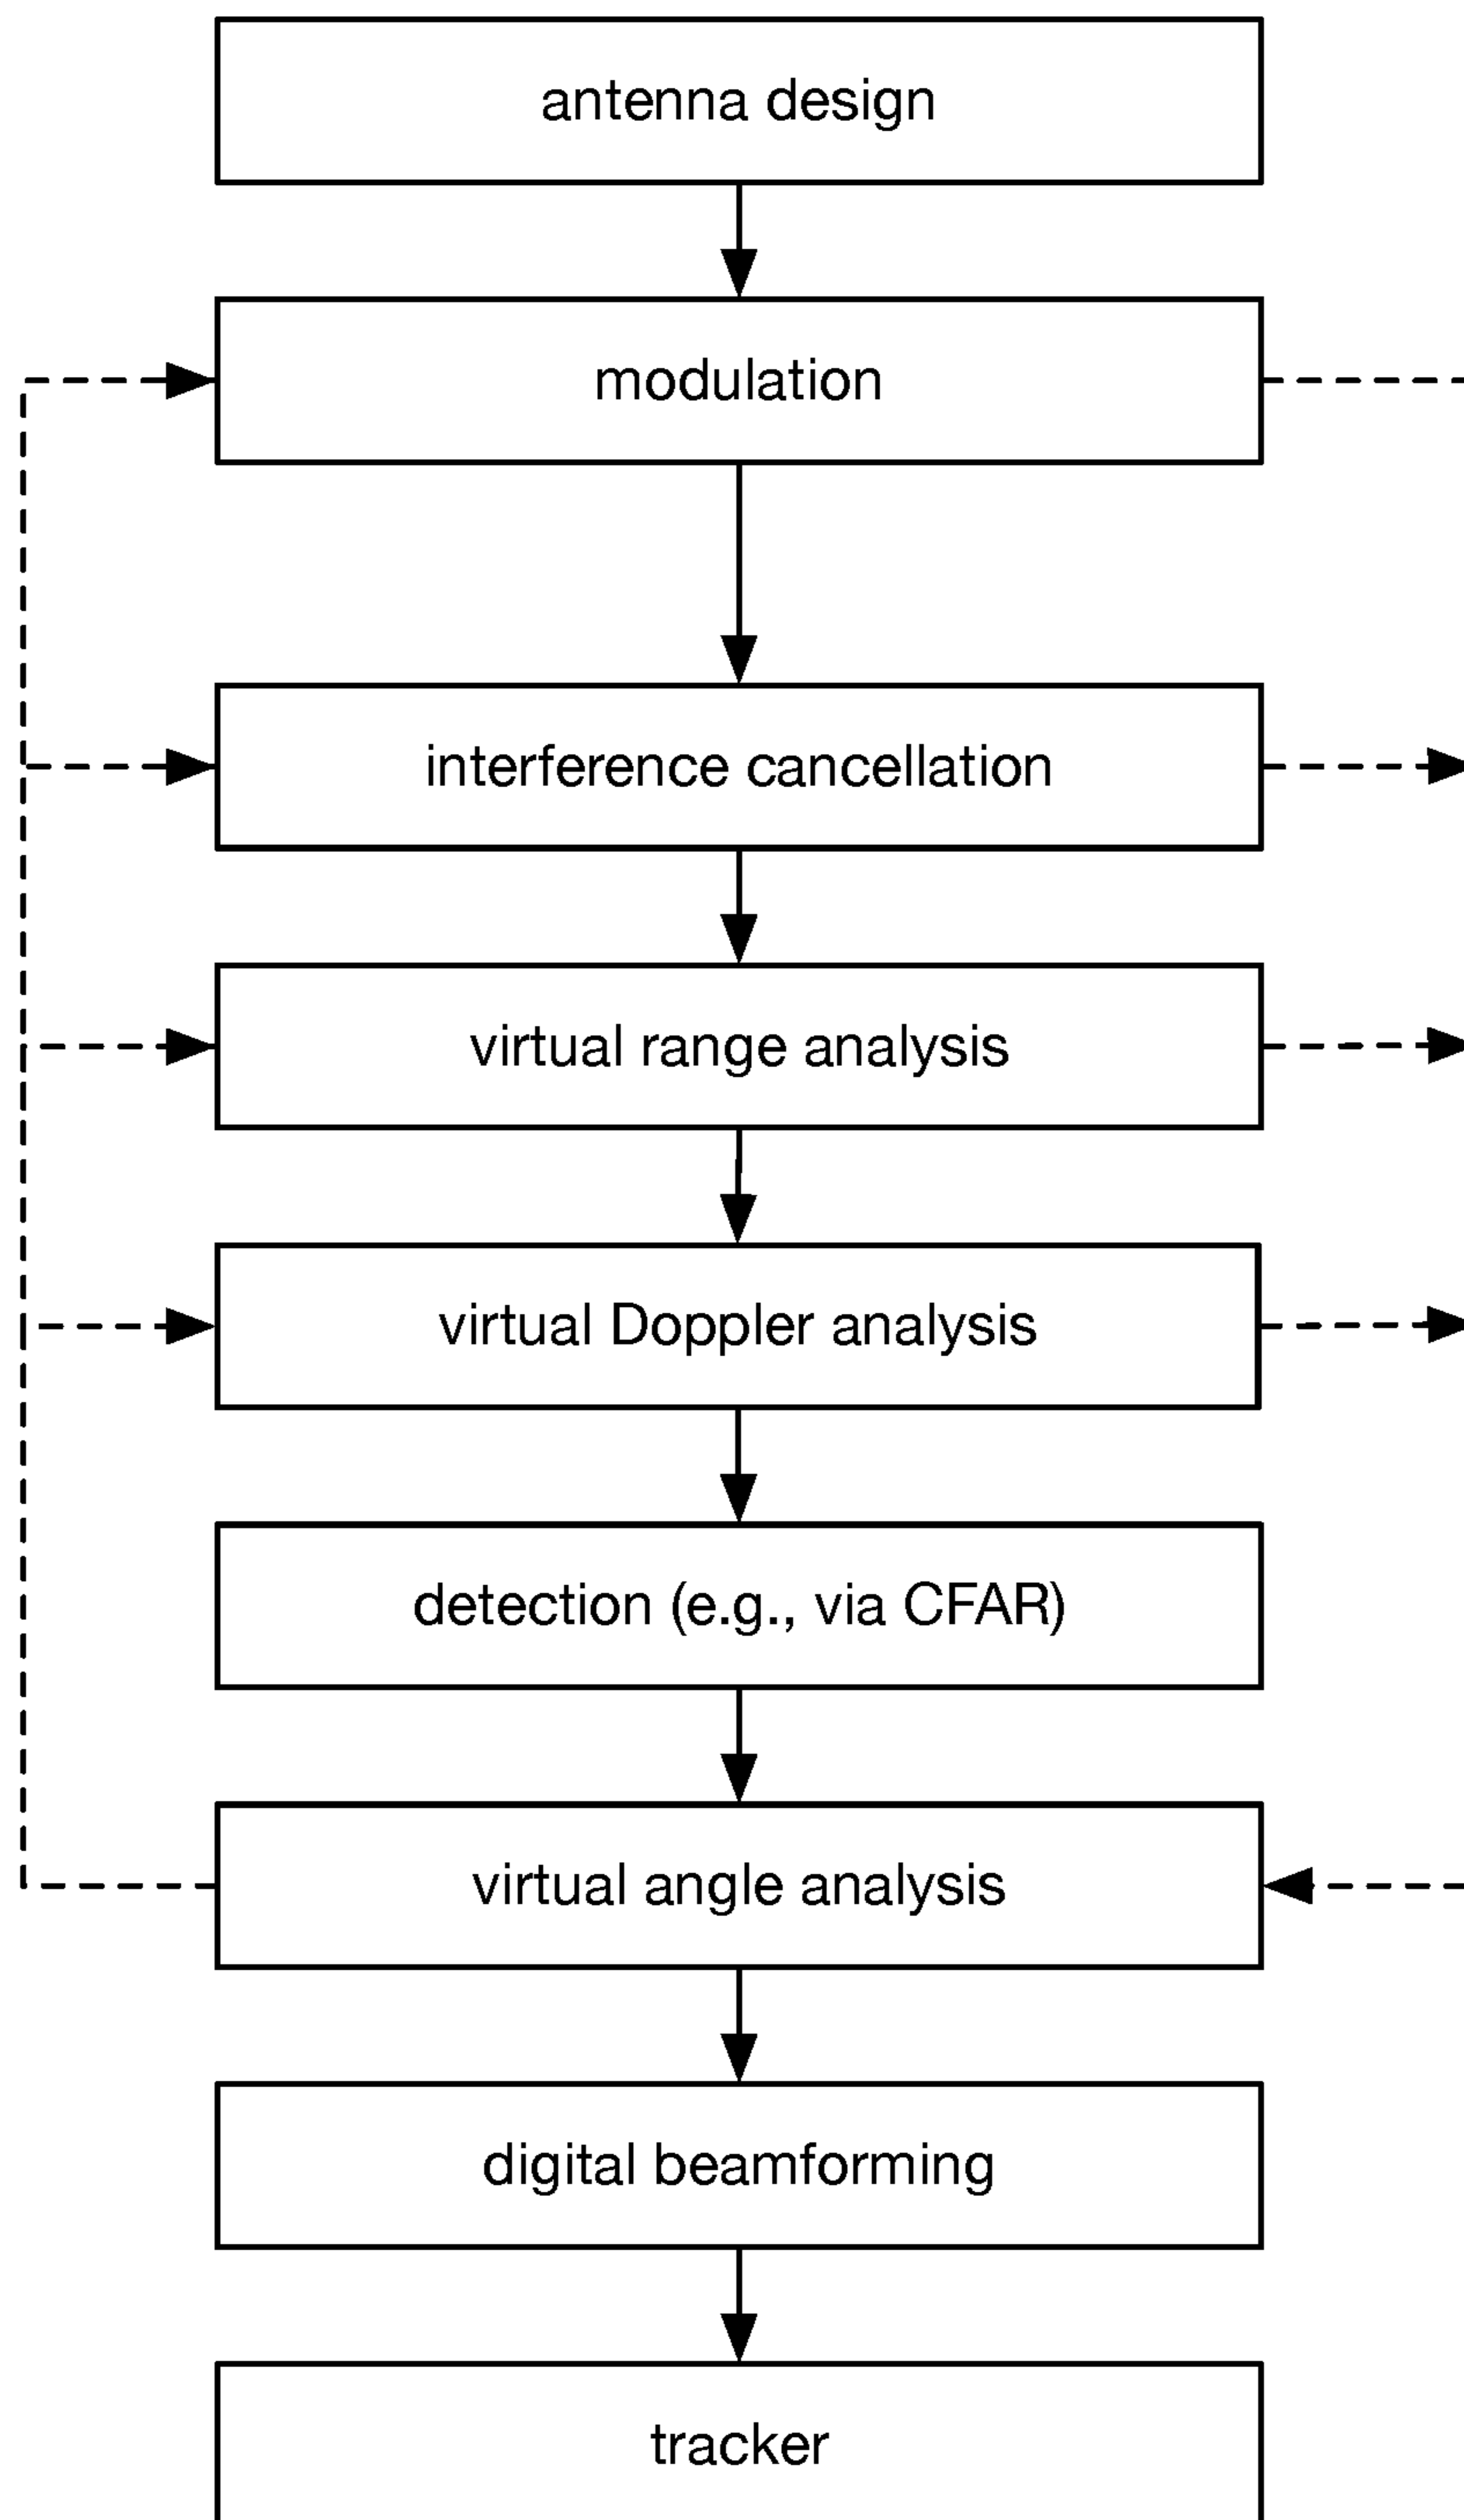 antenna design
modulation
interference cancellation
virtual range analysis
virtual Doppler analysis
detection (e.g., via CFAR)
virtual angle analysis
digital beamforming
tracker